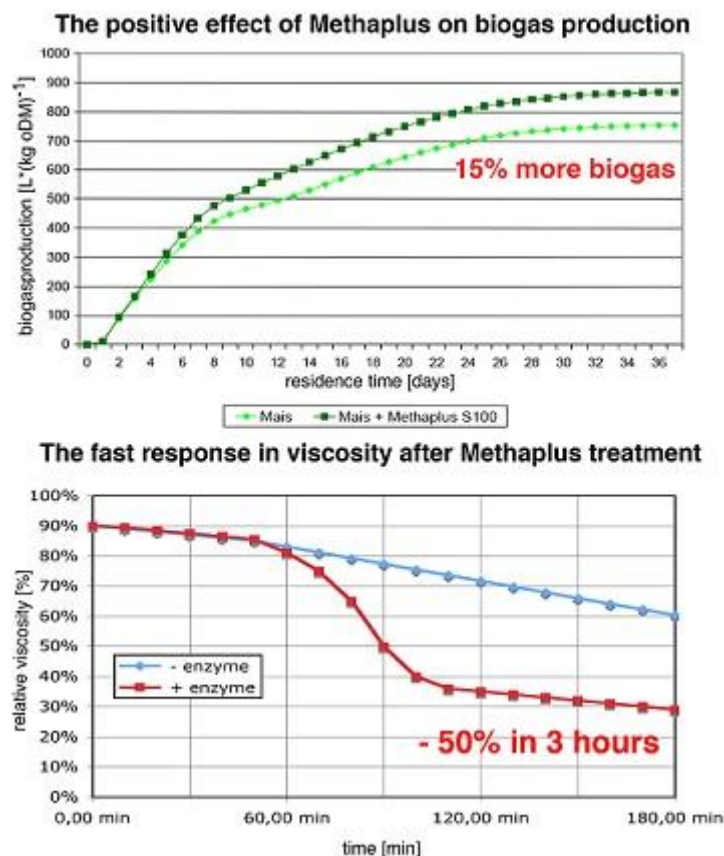 The positive effect of Methaplus on biogas production
1000
900
800
700
600
500
400
300
200
100
0
biogasproduction [L*(kg oDM)⁻¹]
15% more biogas
0 2 4 6 8 10 12 14 16 18 20 22 24 26 28 30 32 34 36
residence time [days]
Mais Mais + Methaplus S100
The fast response in viscosity after Methaplus treatment
100%
90%
80%
70%
60%
50%
40%
30%
20%
10%
0%
relative viscosity [%]
- enzyme
+ enzyme
- 50% in 3 hours
0,00 min 60,00 min 120,00 min 180,00 min
time [min]